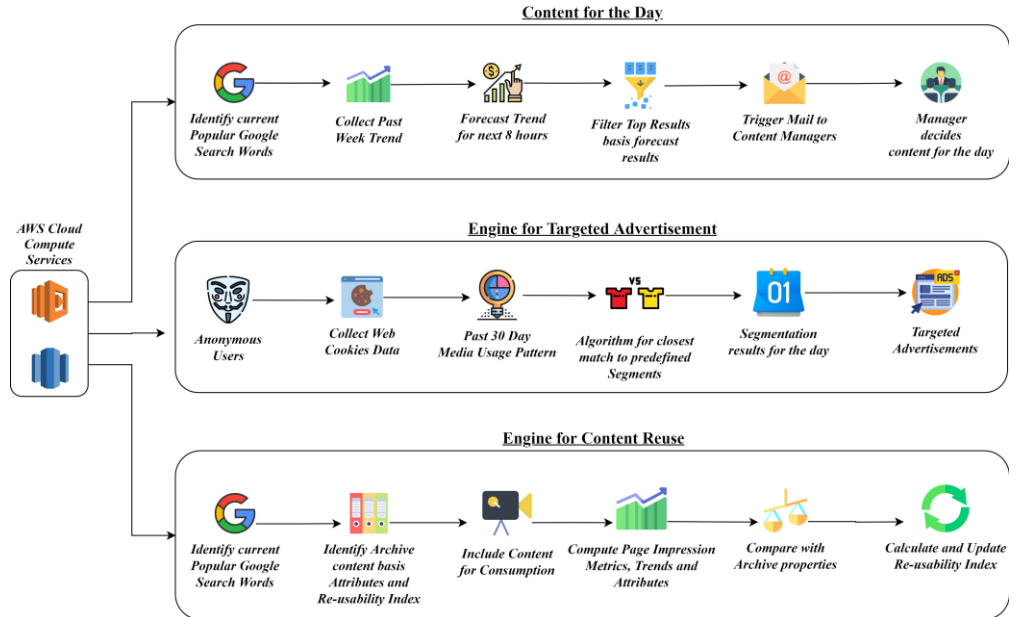 Content for the Day
Identify current
Popular Google
Search Words
Collect Past
Week Trend
Forecast Trend
for next 8 hours
Filter Top Results
basis forecast
results
@
Trigger Mail to
Content Managers
Manager
decides
content for the day
AWS Cloud
Compute
Services
Engine for Targeted Advertisement
Anonymous
Users
Collect Web
Cookies Data
Past 30 Day
Media Usage Pattern
VS
Algorithm for closest
match to predefined
Segments
01
Segmentation
results for the day
ADS
Targeted
Advertisements
Engine for Content Reuse
Identify current
Popular Google
Search Words
Identify Archive
content basis
Attributes and
Re-usability Index
Include Content
for Consumption
Compute Page Impression
Metrics, Trends and
Attributes
Compare with
Archive properties
Calculate and Update
Re-usability Index